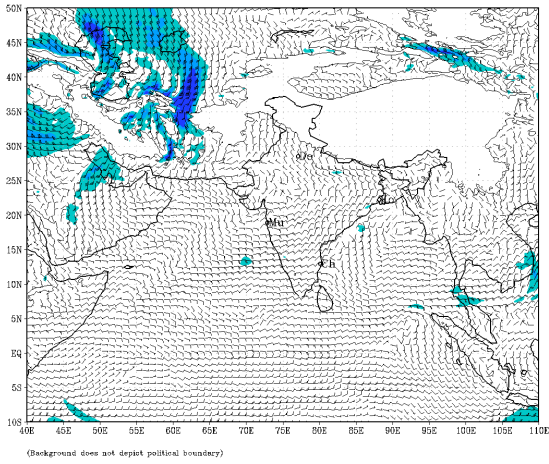 50N
45N
40N
35N
30N
25N
20N
15N
10N
5N
EQ
5S
10S
De
Mu
Ch
40E 45E 50E 55E 60E 65E 70E 75E 80E 85E 90E 95E 100E 105E 110E
(Background does not depict political boundary)